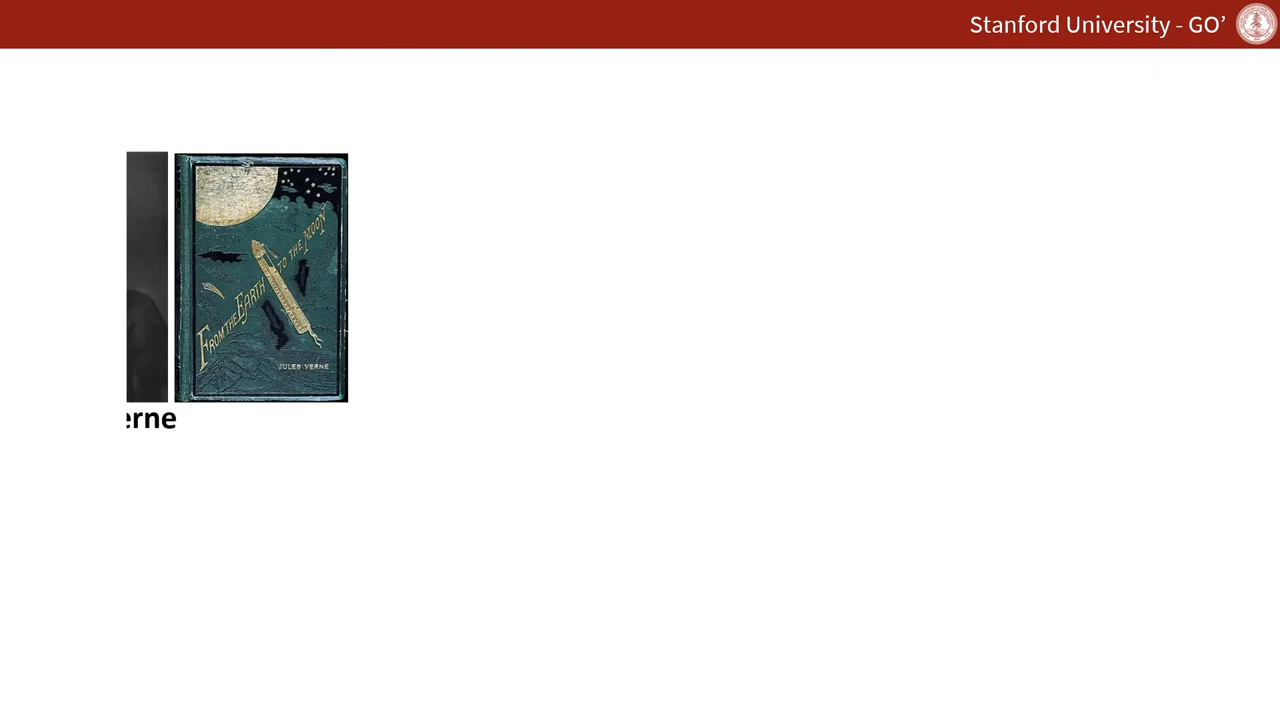 Stanford University - GO’
FROM THE EARTH TO THE MOON
JULES VERNE
erne